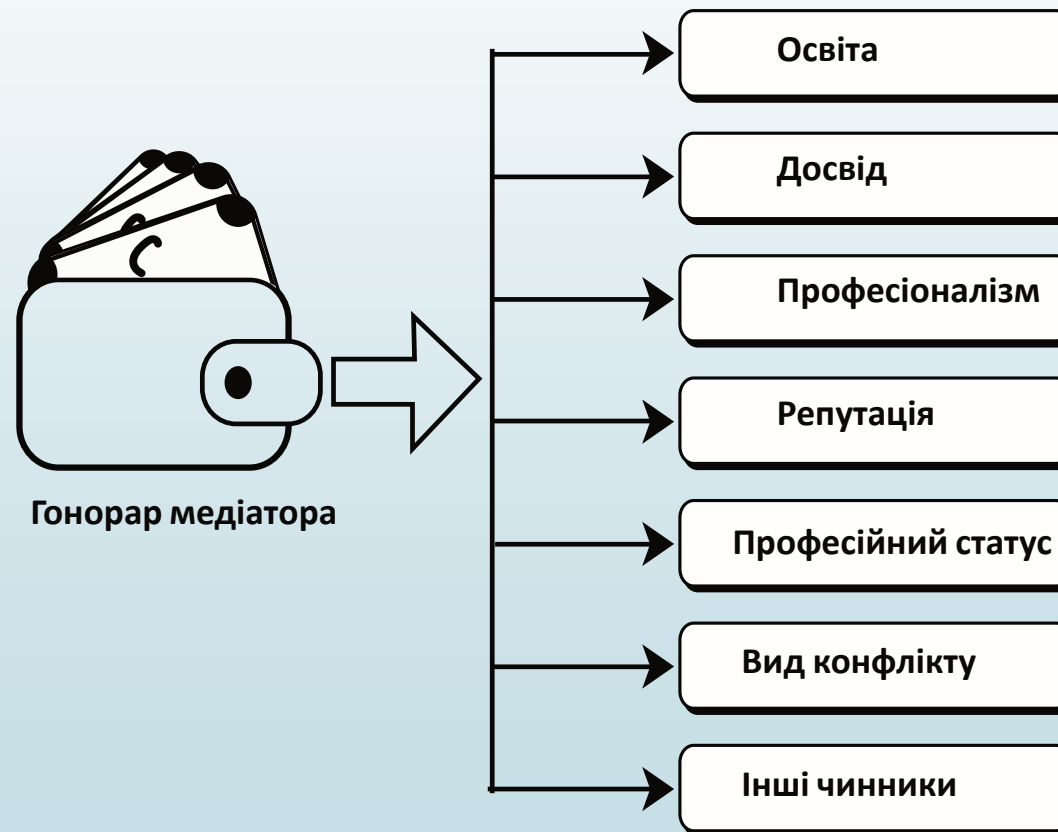 Освіта
Досвід
Професіоналізм
Репутація
Гонорар медіатора
Професійний статус
Вид конфлікту
Інші чинники